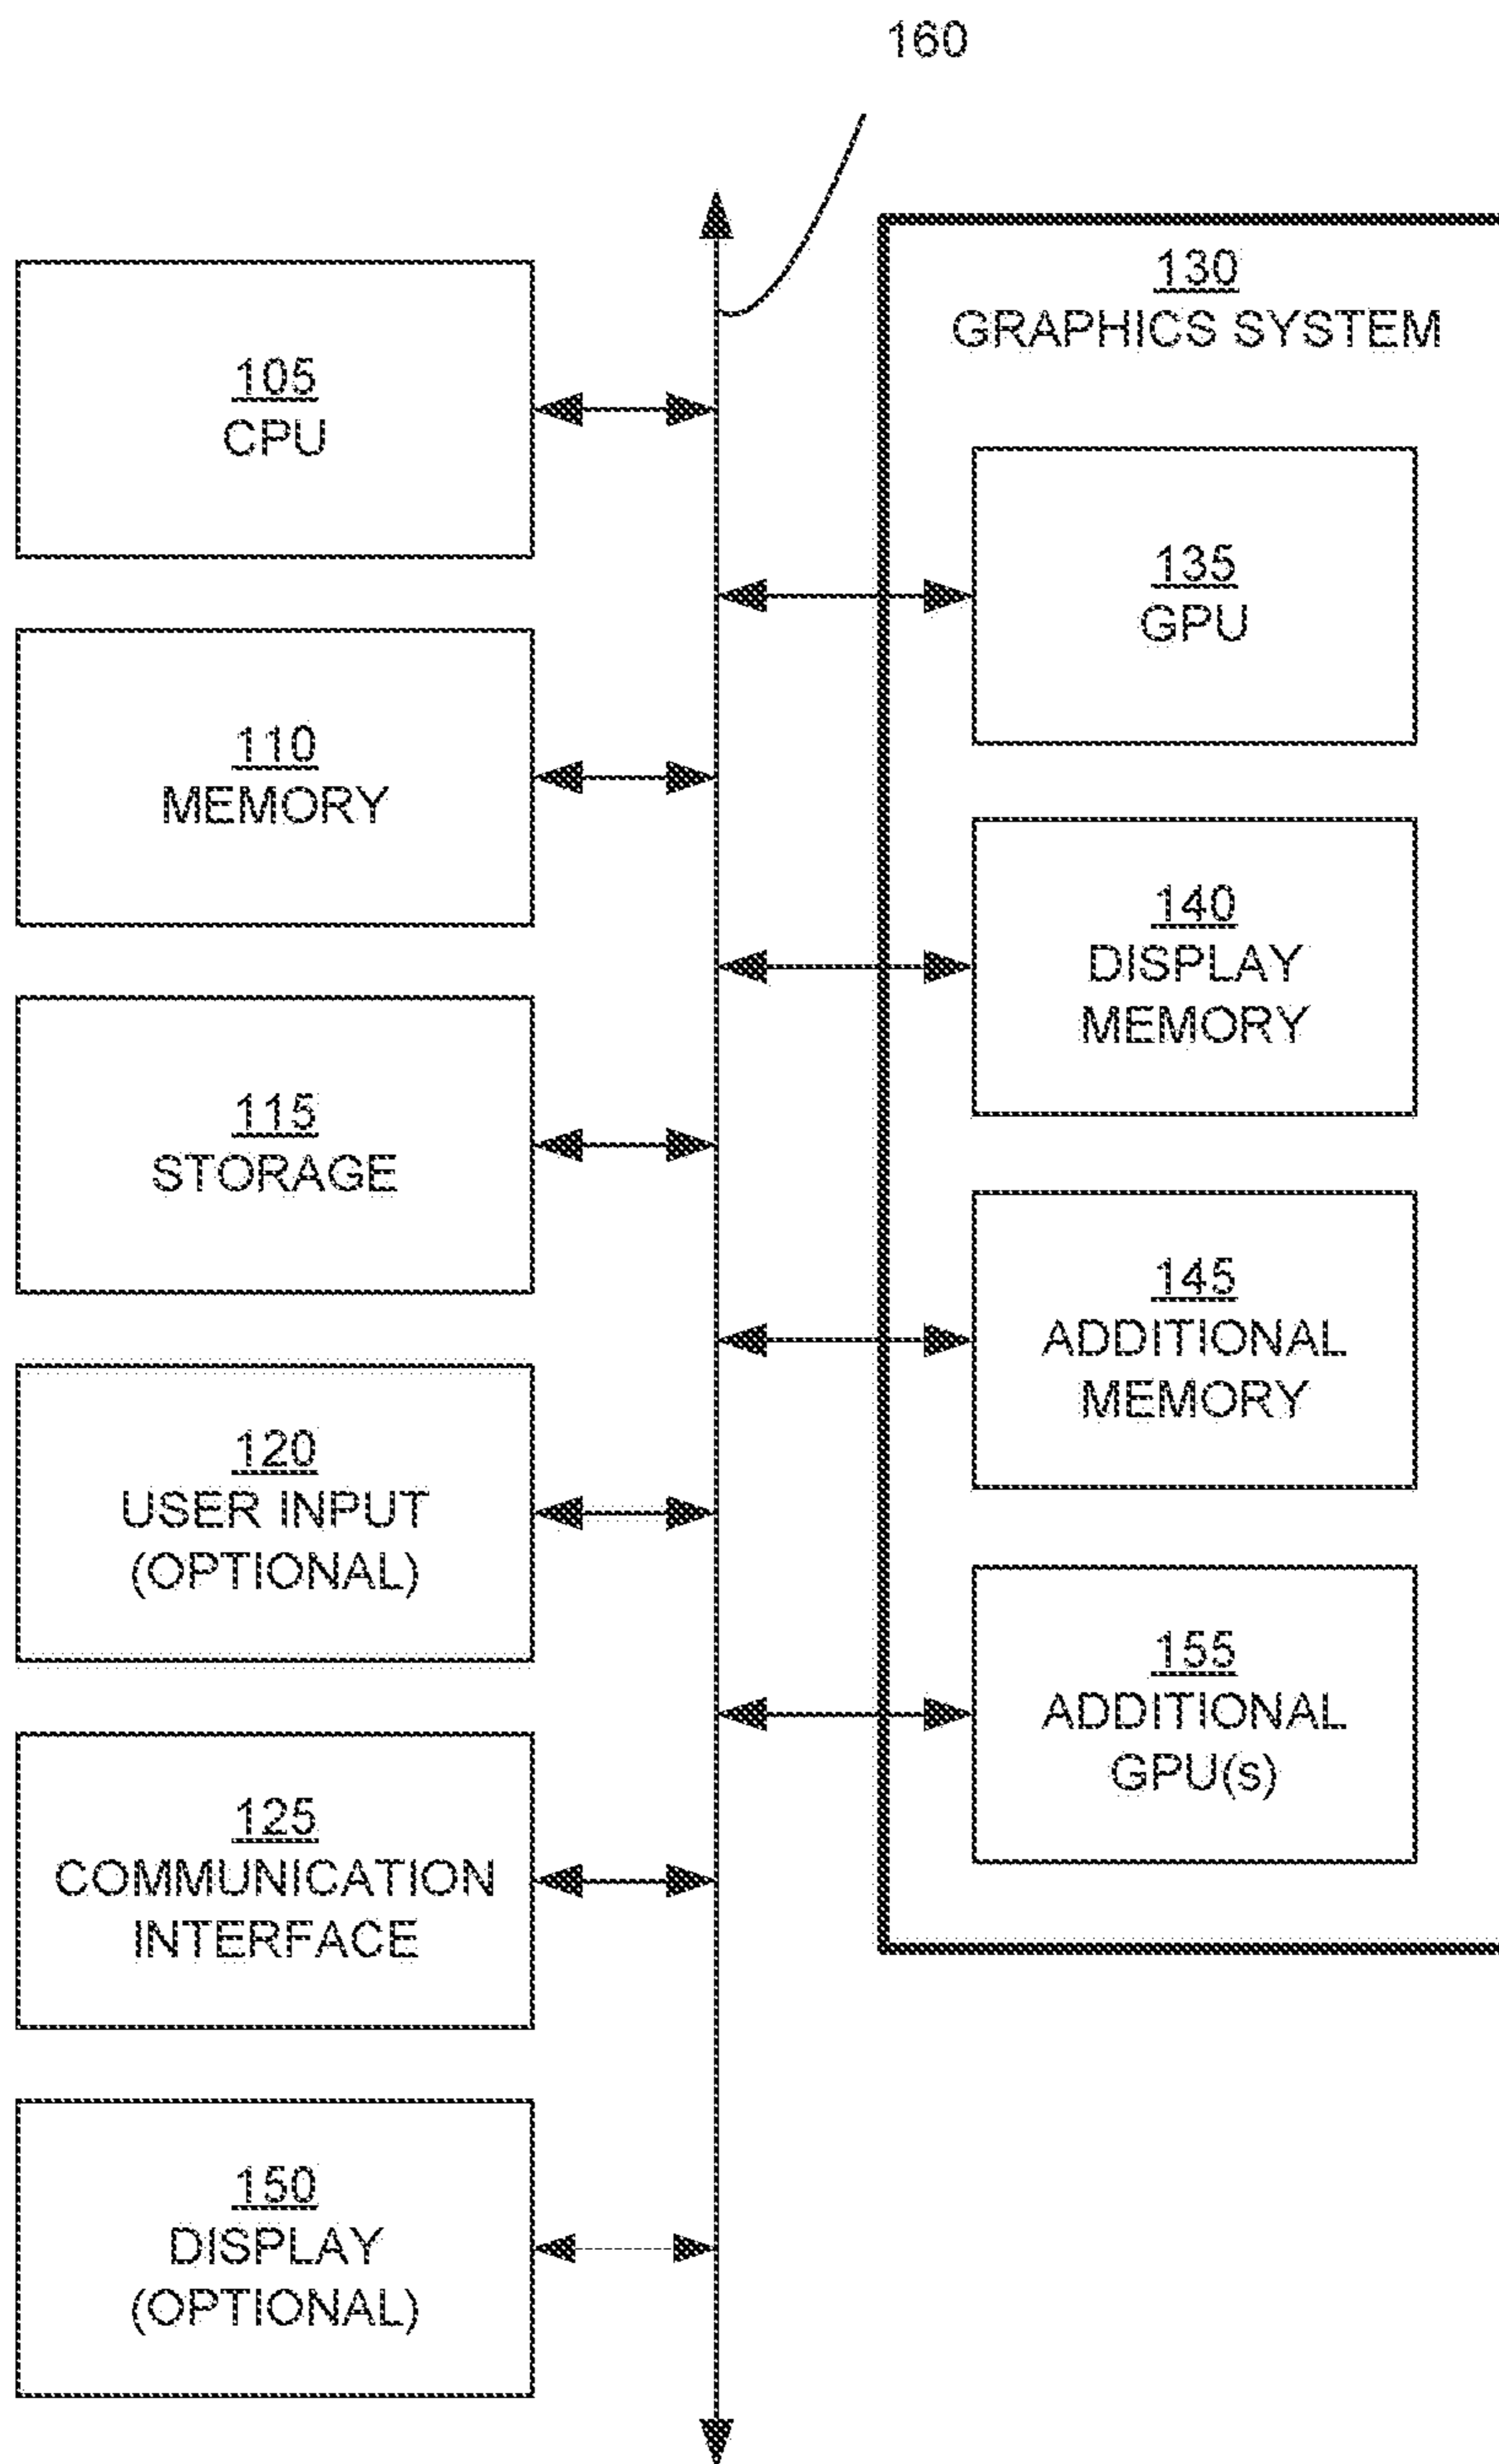 160
105
CPU
110
MEMORY
115
STORAGE
120
USER INPUT
(OPTIONAL)
125
COMMUNICATION
INTERFACE
150
DISPLAY
(OPTIONAL)
130
GRAPHICS SYSTEM
135
GPU
140
DISPLAY
MEMORY
145
ADDITIONAL
MEMORY
155
ADDITIONAL
GPU(s)